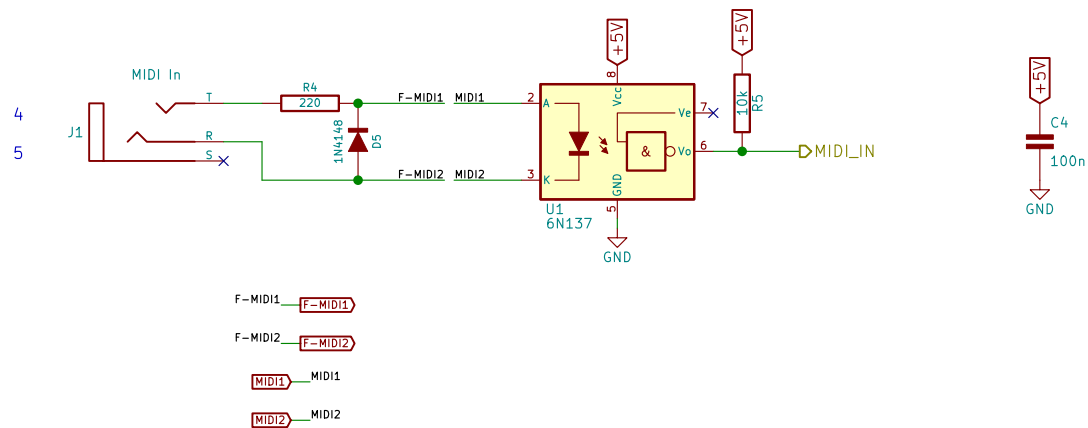 +5V
+5V
8
MIDI In
+5V
R4
T
220
F-MIDI1
MIDI1
2
A
Vcc
7
Ve
10k
R5
4
C4
J1
R
1N4148
D5
&
Vo
6
MIDI_IN
5
S
100n
F-MIDI2
MIDI2
3
K
GND
5
U1
6N137
GND
GND
F-MIDI1
F-MIDI1
F-MIDI2
F-MIDI2
MIDI1
MIDI1
MIDI2
MIDI2